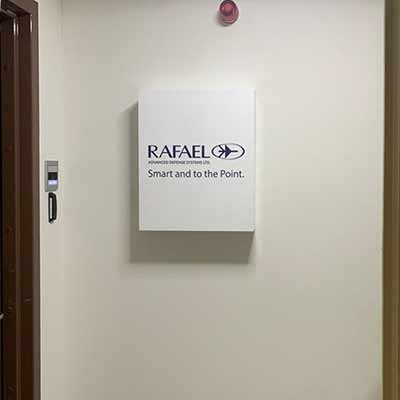 RAFAEL
ADVANCED DEFENSE SYSTEMS LTD.
Smart and to the Point.